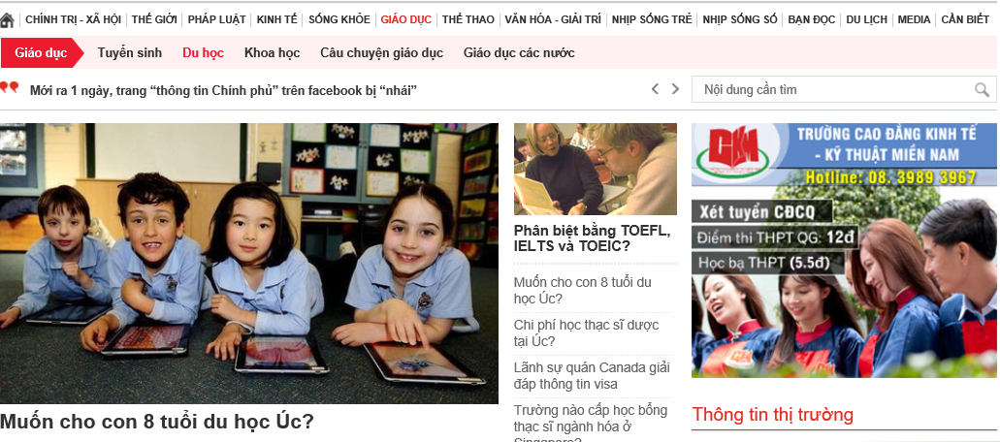 CHÍNH TRỊ - XÃ HỘI THẾ GIỚI PHÁP LUẬT KINH TẾ SỐNG KHỎE GIÁO DỤC THỂ THAO VĂN HÓA - GIẢI TRÍ NHỊP SỐNG TRẺ NHỊP SỐNG SỐ BẠN ĐỌC DU LỊCH MEDIA CẦN BIẾT
Giáo dục Tuyển sinh Du học Khoa học Câu chuyện giáo dục Giáo dục các nước
Mới ra 1 ngày, trang “thông tin Chính phủ” trên facebook bị “nhái”
Nội dung cần tìm
Muốn cho con 8 tuổi du học Úc?
Phân biệt bằng TOEFL,
IELTS và TOEIC?
Muốn cho con 8 tuổi du
học Úc?
Chi phí học thạc sĩ dược
tại Úc?
Lãnh sự quán Canada giải
đáp thông tin visa
Trường nào cấp học bổng
thạc sĩ ngành hóa ở
Singapore?
TRƯỜNG CAO ĐẲNG KINH TẾ
- KỸ THUẬT MIỀN NAM
Hotline: 08. 3989 3967
Xét tuyển CĐCQ
Điểm thi THPT QG: 12đ
Học bạ THPT (5.5đ)
Thông tin thị trường